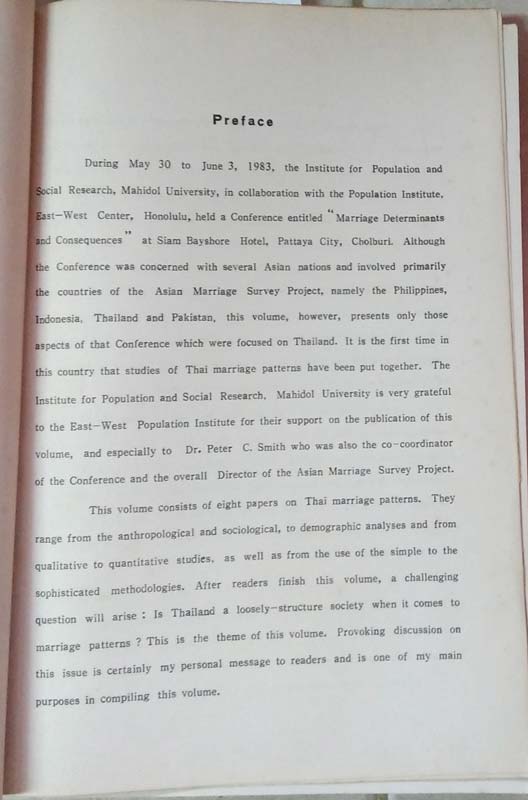 Preface
During May 30 to June 3, 1983, the Institute for Population and
Social Research, Mahidol University, in collaboration with the Population Institute,
East-West Center, Honolulu, held a Conference entitled "Marriage Determinants
and Consequences" at Siam Bayshore Hotel, Pattaya City, Cholburi. Although
the Conference was concerned with several Asian nations and involved primarily
the countries of the Asian Marriage Survey Project, namely the Philippines,
Indonesia, Thailand and Pakistan, this volume, however, presents only those
aspects of that Conference which were focused on Thailand. It is the first time in
this country that studies of Thai marriage patterns have been put together. The
Institute for Population and Social Research, Mahidol University is very grateful
to the East-West Population Institute for their support on the publication of this
volume, and especially to Dr. Peter C. Smith who was also the co-coordinator
of the Conference and the overall Director of the Asian Marriage Survey Project.
This volume consists of eight papers on Thai marriage patterns. They
range from the anthropological and sociological, to demographic analyses and from
qualitative to quantitative studies, as well as from the use of the simple to the
sophisticated methodologies. After readers finish this volume, a challenging
question will arise : Is Thailand a loosely-structure society when it comes to
marriage patterns ? This is the theme of this volume. Provoking discussion on
this issue is certainly my personal message to readers and is one of my main
purposes in compiling this volume.